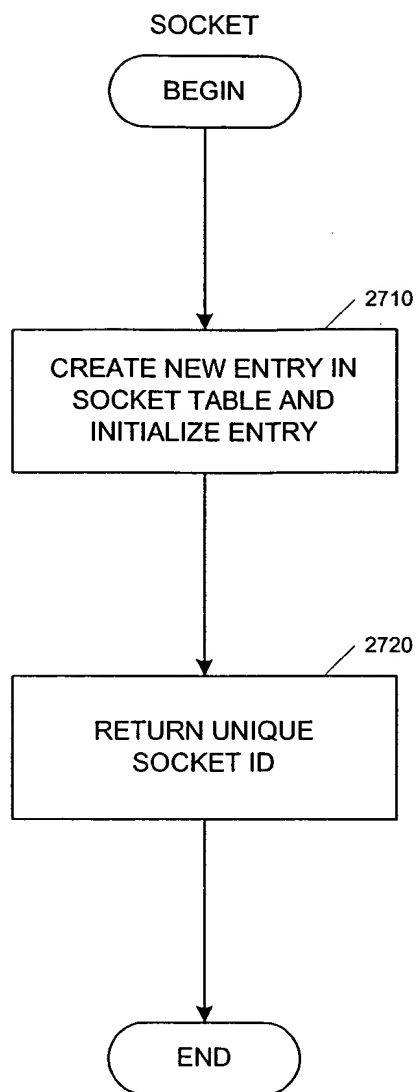 SOCKET
BEGIN
2710
CREATE NEW ENTRY IN
SOCKET TABLE AND
INITIALIZE ENTRY
2720
RETURN UNIQUE
SOCKET ID
END